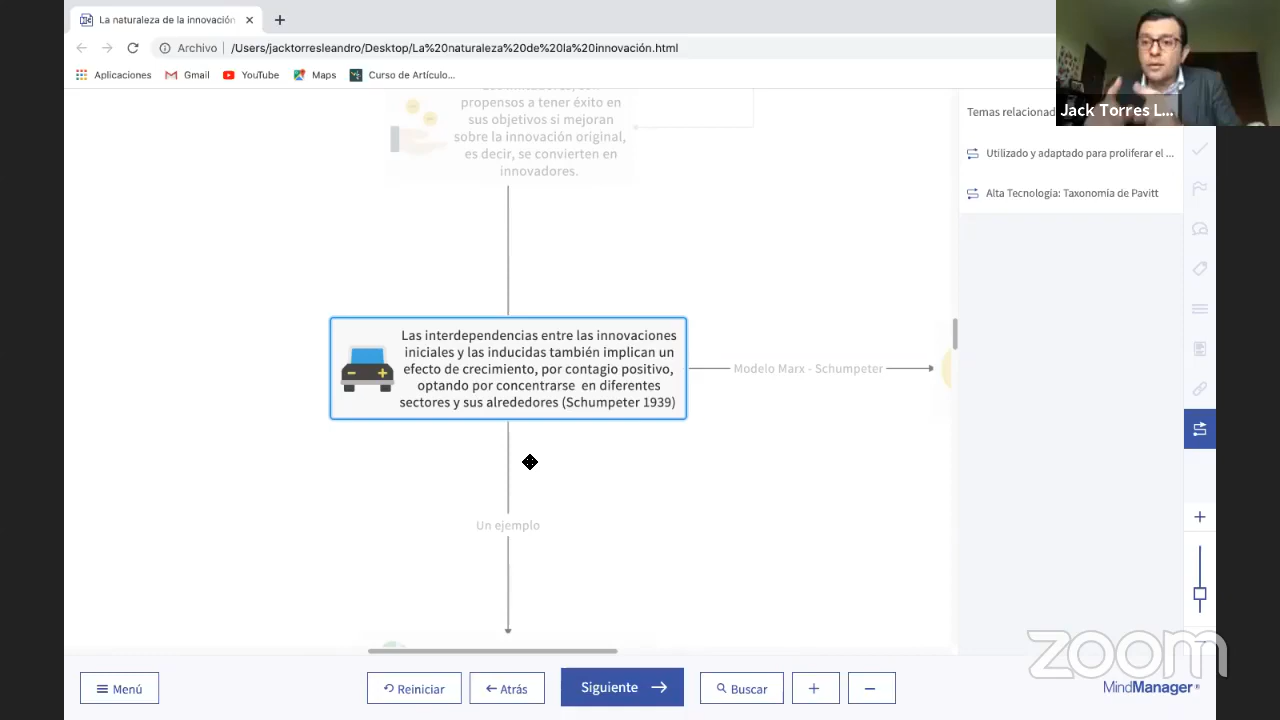 La naturaleza de la innovación
Archivo
/Users/jacktorresleandro/Desktop/La%20naturaleza%20de%20la%20innovación.html
Aplicaciones
Gmail
YouTube
Maps
Curso de Artículo...
Jack Torres L...
propensos a tener éxito en
sus objetivos si mejoran
sobre la innovación original,
es decir, se convierten en
innovadores.
Temas relacionad
Utilizado y adaptado para proliferar el ...
Alta Tecnología: Taxonomía de Pavitt
Las interdependencias entre las innovaciones
iniciales y las inducidas también implican un
efecto de crecimiento, por contagio positivo,
optando por concentrarse en diferentes
sectores y sus alrededores (Schumpeter 1939)
Modelo Marx - Schumpeter
Un ejemplo
zoom
MindManager®
Menú
Reiniciar
Atrás
Siguiente
Buscar